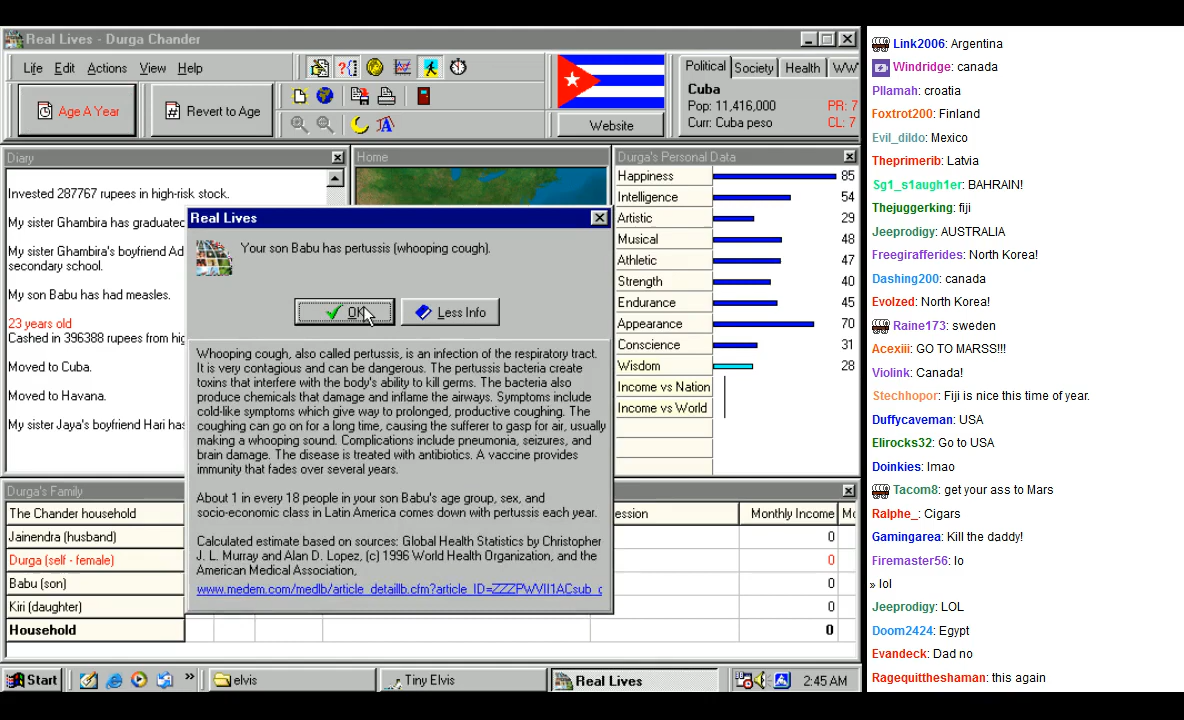 Real Lives - Durga Chander
Life Edit Actions View Help
Age A Year
Revert to Age
Website
Political Society Health WW
Cuba
Pop: 11,416,000 PR: 7
Curr: Cuba peso CL: 7
Diary
Invested 287767 rupees in high-risk stock.
My sister Ghambira has graduated
My sister Ghambira's boyfriend Ad
secondary school.
My son Babu has had measles.
23 years old
Cashed in 396388 rupees from hig
Moved to Cuba.
Moved to Havana.
My sister Jaya's boyfriend Hari has
Home
Real Lives
Your son Babu has pertussis (whooping cough).
OK
Less Info
Whooping cough, also called pertussis, is an infection of the respiratory tract.
It is very contagious and can be dangerous. The pertussis bacteria create
toxins that interfere with the body's ability to kill germs. The bacteria also
produce chemicals that damage and inflame the airways. Symptoms include
cold-like symptoms which give way to prolonged, productive coughing. The
coughing can go on for a long time, causing the sufferer to gasp for air, usually
making a whooping sound. Complications include pneumonia, seizures, and
brain damage. The disease is treated with antibiotics. A vaccine provides
immunity that fades over several years.
About 1 in every 18 people in your son Babu's age group, sex, and
socio-economic class in Latin America comes down with pertussis each year.
Calculated estimate based on sources: Global Health Statistics by Christopher
J. L. Murray and Alan D. Lopez, (c) 1996 World Health Organization, and the
American Medical Association,
www.medem.com/medlb/article_detaillb.cfm?article_ID=ZZZPWVII1ACsub_c
Durga's Personal Data
Happiness 85
Intelligence 54
Artistic 29
Musical 48
Athletic 47
Strength 40
Endurance 45
Appearance 70
Conscience 31
Wisdom 28
Income vs Nation
Income vs World
Durga's Family
The Chander household ession Monthly Income Mo
Jainendra (husband) 0
Durga (self - female) 0
Babu (son) 0
Kiri (daughter) 0
Household 0
Start » elvis Tiny Elvis Real Lives 2:45 AM
Link2006: Argentina
Windridge: canada
Pllamah: croatia
Foxtrot200: Finland
Evil_dildo: Mexico
Theprimerib: Latvia
Sg1_s1augh1er: BAHRAIN!
Thejuggerking: fiji
Jeeprodigy: AUSTRALIA
Freegirafferides: North Korea!
Dashing200: canada
Evolzed: North Korea!
Raine173: sweden
Acexiii: GO TO MARSS!!!
Violink: Canada!
Stechhopor: Fiji is nice this time of year.
Duffycaveman: USA
Elirocks32: Go to USA
Doinkies: lmao
Tacom8: get your ass to Mars
Ralphe_: Cigars
Gamingarea: Kill the daddy!
Firemaster56: lo
» lol
Jeeprodigy: LOL
Doom2424: Egypt
Evandeck: Dad no
Ragequittheshaman: this again